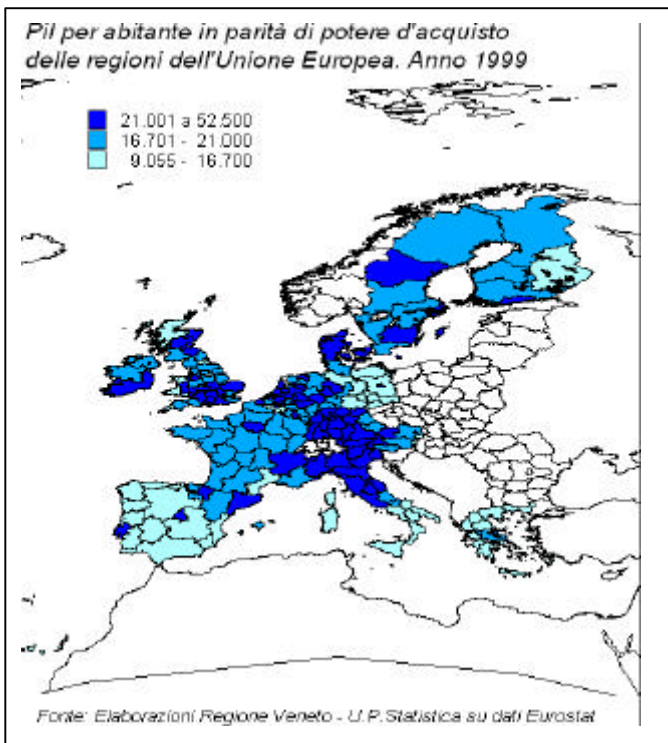 Pil per abitante in parità di potere d'acquisto
delle regioni dell'Unione Europea. Anno 1999
21.001 a 52.500
16.701 - 21.000
9.055 - 16.700
Fonte: Elaborazioni Regione Veneto - U.P.Statistica su dati Eurostat